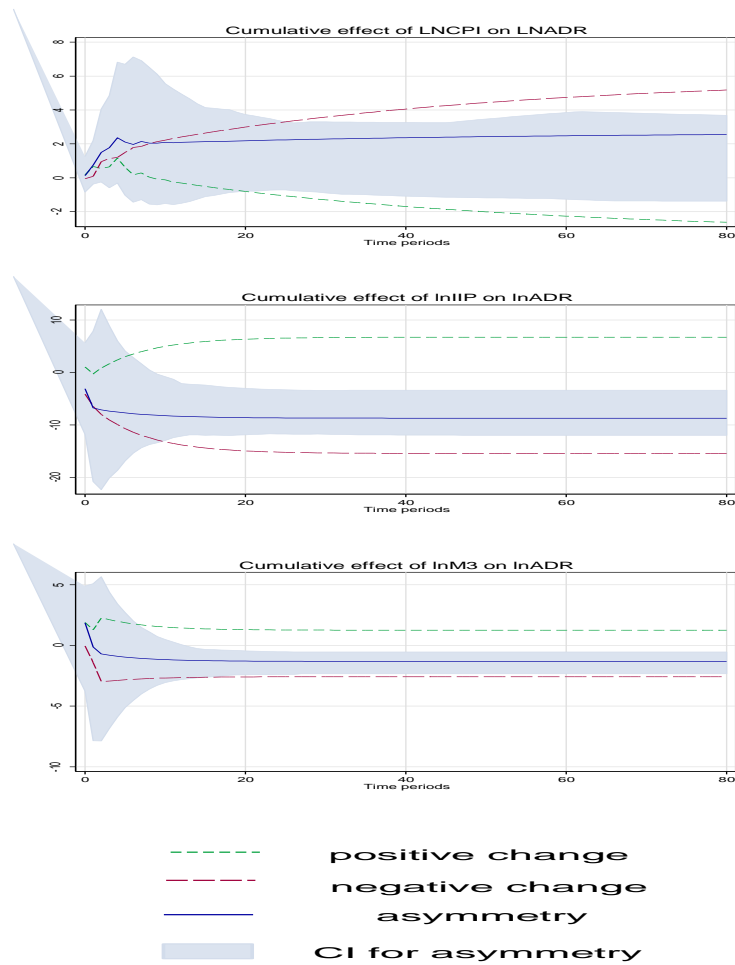 Cumulative effect of LNCPI on LNADR
8
6
4
2
0
-2
0 20 40 60 80
Time periods
Cumulative effect of lnIIP on lnADR
10
0
-10
-20
0 20 40 60 80
Time periods
Cumulative effect of lnM3 on lnADR
5
0
-5
-10
0 20 40 60 80
Time periods
positive change
negative change
asymmetry
CI for asymmetry